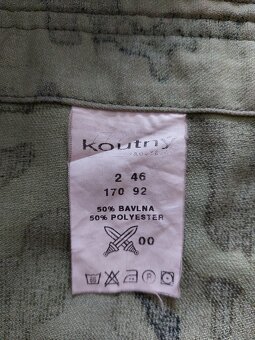 koutny
2 46
170 92
50% BAVLNA
50% POLYESTER
00